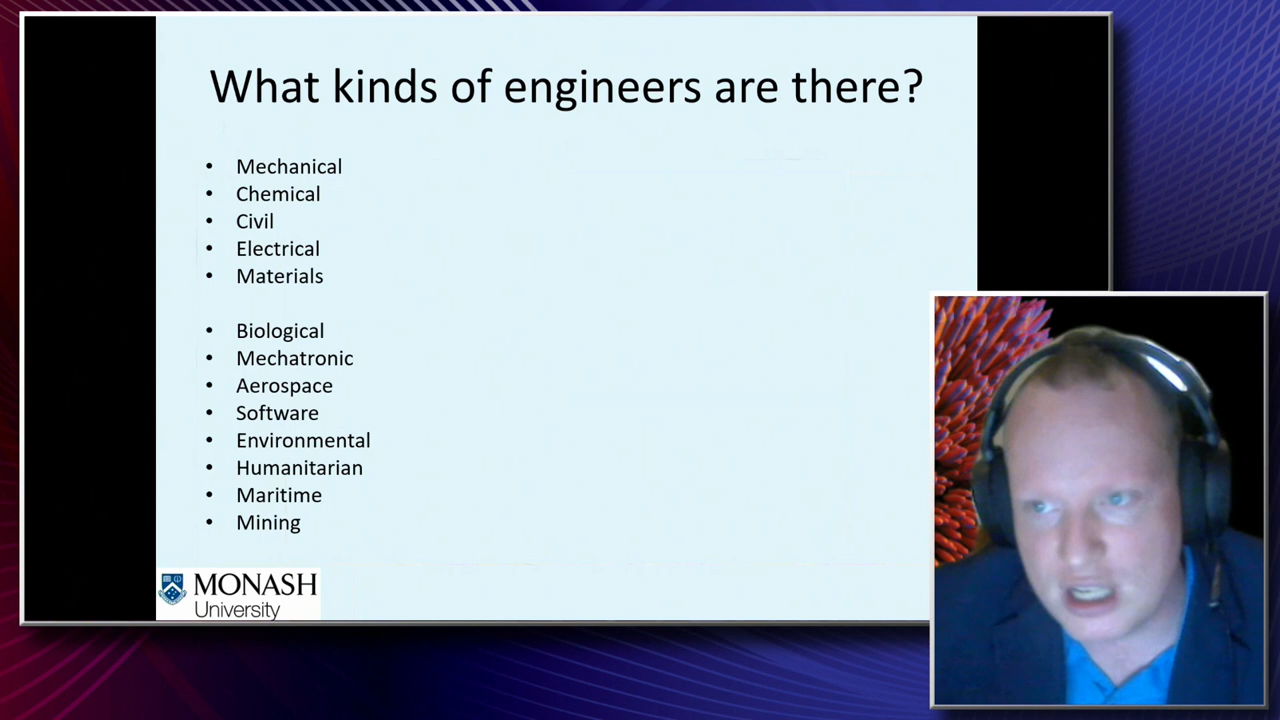 What kinds of engineers are there?
• Mechanical
• Chemical
• Civil
• Electrical
• Materials
• Biological
• Mechatronic
• Aerospace
• Software
• Environmental
• Humanitarian
• Maritime
• Mining
MONASH
University